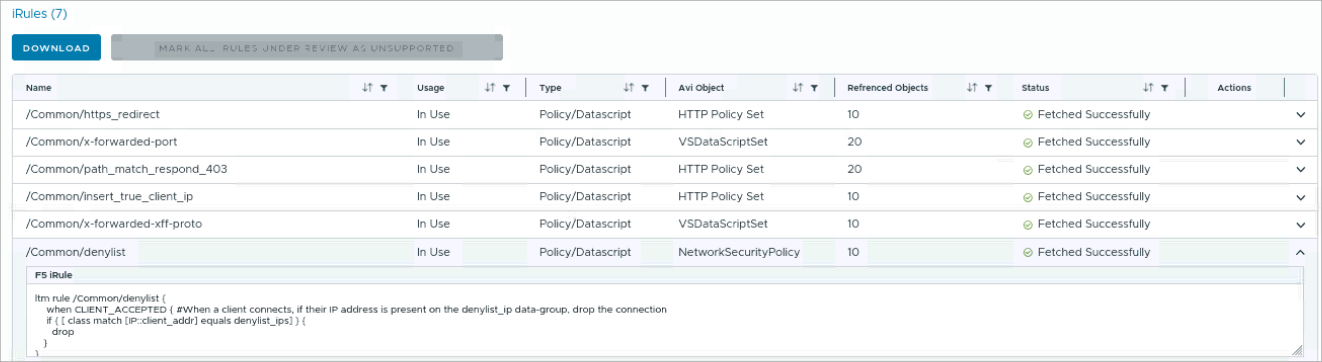 iRules (7)
DOWNLOAD MARK ALL RULES UNDER REVIEW AS UNSUPPORTED
Name Usage Type Avi Object Refrenced Objects Status Actions
/Common/https_redirect In Use Policy/Datascript HTTP Policy Set 10 Fetched Successfully
/Common/x-forwarded-port In Use Policy/Datascript VSDataScriptSet 20 Fetched Successfully
/Common/path_match_respond_403 In Use Policy/Datascript HTTP Policy Set 20 Fetched Successfully
/Common/insert_true_client_ip In Use Policy/Datascript HTTP Policy Set 10 Fetched Successfully
/Common/x-forwarded-xff-proto In Use Policy/Datascript VSDataScriptSet 10 Fetched Successfully
/Common/denylist In Use Policy/Datascript NetworkSecurityPolicy 10 Fetched Successfully
F5 iRule
ltm rule /Common/denylist {
when CLIENT_ACCEPTED { #When a client connects, if their IP address is present on the denylist_ip data-group, drop the connection
if { [ class match [IP::client_addr] equals denylist_ips] } {
drop
}
}